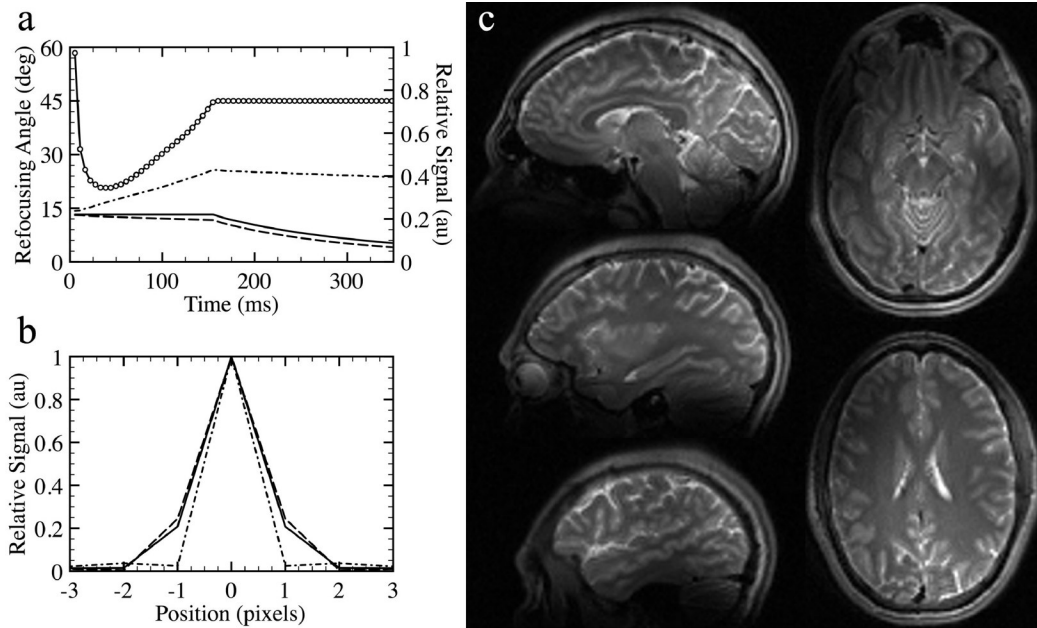 a
60
45
30
15
0
Refocusing Angle (deg)
1
0.8
0.6
0.4
0.2
0
Relative Signal (au)
0 100 200 300
Time (ms)
b
1
0.8
0.6
0.4
0.2
0
Relative Signal (au)
-3 -2 -1 0 1 2 3
Position (pixels)
c